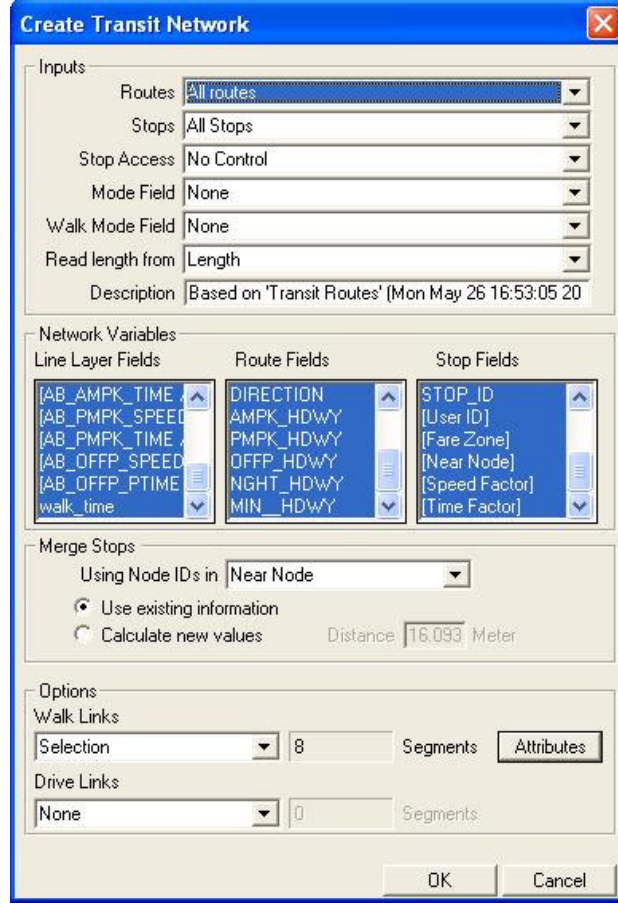 Create Transit Network
Inputs
Routes All routes
Stops All Stops
Stop Access No Control
Mode Field None
Walk Mode Field None
Read length from Length
Description Based on 'Transit Routes' (Mon May 26 16:53:05 20
Network Variables
Line Layer Fields Route Fields Stop Fields
[AB_AMPK_TIME DIRECTION STOP_ID
[AB_PMPK_SPEED AMPK_HDWY [User ID]
[AB_PMPK_TIME PMPK_HDWY [Fare Zone]
[AB_OFFP_SPEED OFFP_HDWY [Near Node]
[AB_OFFP_PTIME NGHT_HDWY [Speed Factor]
walk_time MIN__HDWY [Time Factor]
Merge Stops
Using Node IDs in Near Node
Use existing information
Calculate new values Distance 16.093 Meter
Options
Walk Links
Selection 8 Segments Attributes
Drive Links
None 0 Segments
OK Cancel